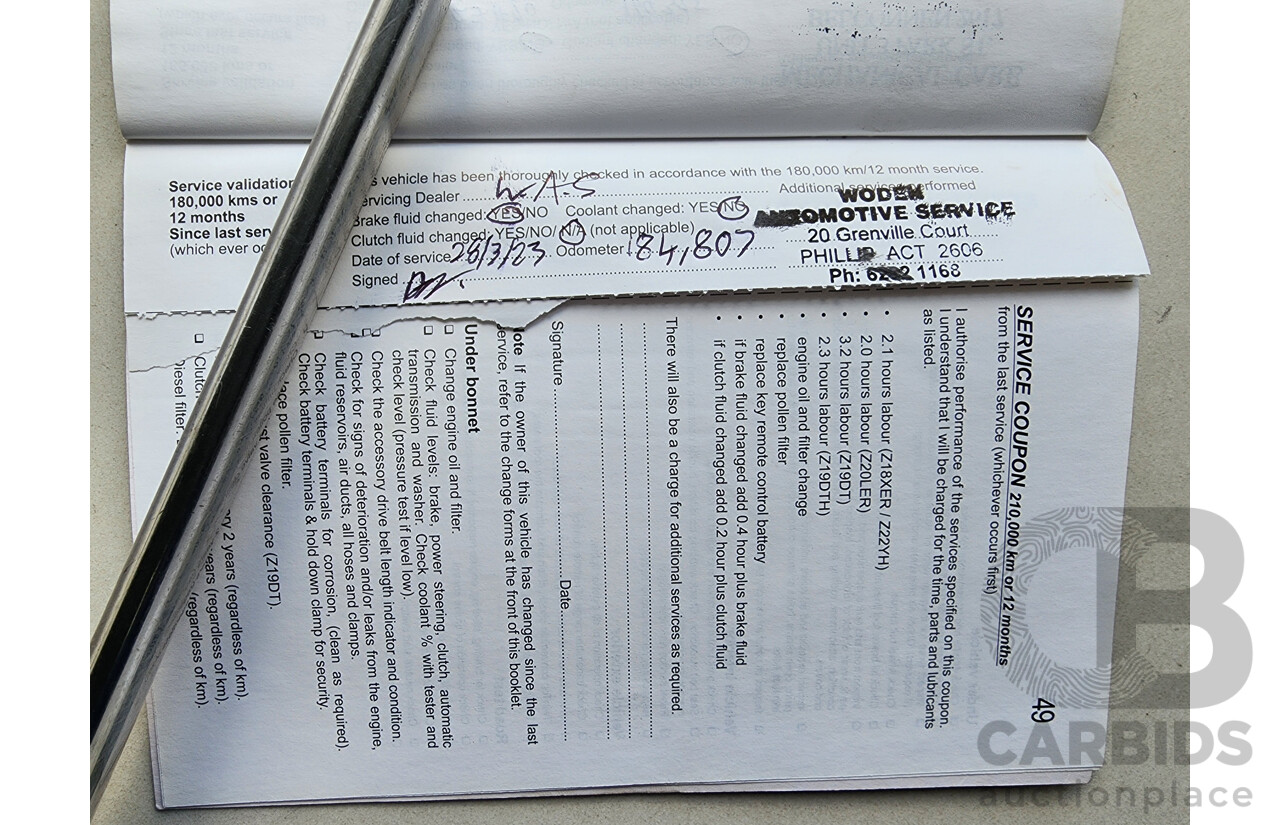 Service validation
180,000 kms or
12 months
Since last
(which ever
vehicle has been thoroughly checked in accordance with the 180,000 km/12 month service.
Servicing Dealer W.A.S
Brake fluid changed: YES/NO Coolant changed: YES/NO
Clutch fluid changed: YES/NO/ N/A (not applicable)
Date of service 28/3/23 Odometer 184,807
Signed
Additional performed
WODEN
AUTOMOTIVE SERVICE
20 Grenville Court
PHILLIP ACT 2606
Ph: 1168
49
SERVICE COUPON 210,000 km or 12 months
from the last service (whichever occurs first)
I authorise performance of the services specified on this coupon.
I understand that I will be charged for the time, parts and lubricants
as listed.
• 2.1 hours labour (Z18XER / Z22YH)
• 2.0 hours labour (Z20LER)
• 3.2 hours labour (Z19DT)
• 2.3 hours labour (Z19DTH)
• engine oil and filter change
• replace pollen filter
• replace key remote control battery
• if brake fluid changed add 0.4 hour plus brake fluid
• if clutch fluid changed add 0.2 hour plus clutch fluid
There will also be a charge for additional services as required.
Signature Date
If the owner of this vehicle has changed since the last
service, refer to the change forms at the front of this booklet.
Under bonnet
❑ Change engine oil and filter.
❑ Check fluid levels: brake, power steering, clutch, automatic
transmission and washer. Check coolant % with tester and
check level (pressure test if level low).
❑ Check the accessory drive belt length indicator and condition.
❑ Check for signs of deterioration and/or leaks from the engine,
fluid reservoirs, air ducts, all hoses and clamps.
❑ Check battery terminals for corrosion, (clean as required).
Check battery terminals & hold down clamp for security.
pollen filter.
valve clearance (Z19DT).
2 years (regardless of km).
years (regardless of km).
(regardless of km).
CARBIDS
auctionplace